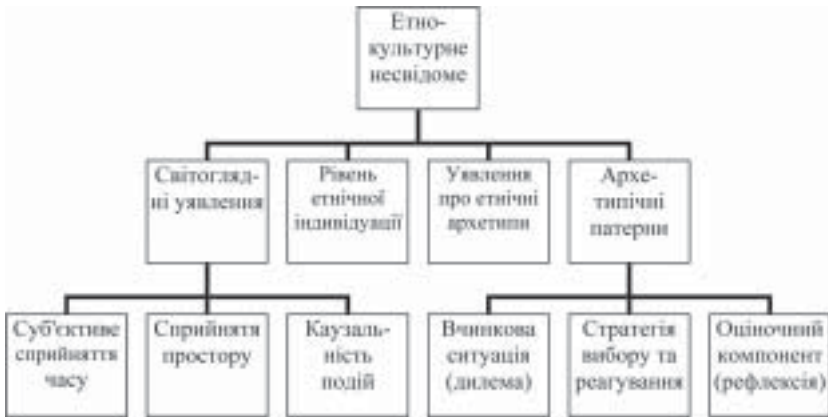 Етно-
культурне
несвідоме
Світогляд-
ні уявлення
Рівень
етнічної
індивідуації
Уявлення
про етнічні
архетипи
Архе-
типічні
патерни
Суб'єктиве
сприйняття
часу
Сприйнятя
простору
Каузаль-
ність
подій
Вчинкова
ситуація
(дилема)
Стратегія
вибору та
реагування
Оціночний
компонент
(рефлексія)